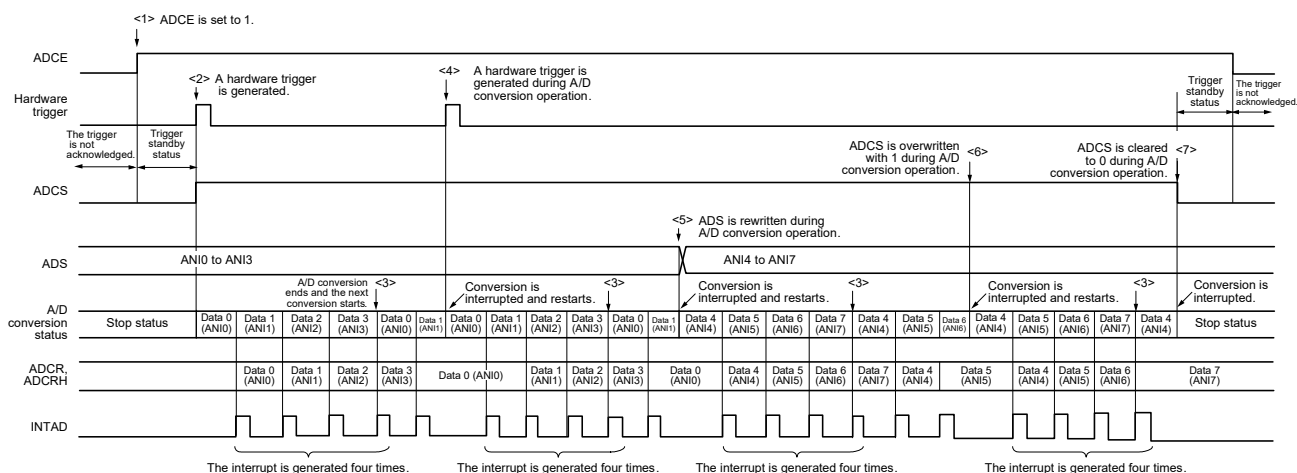 <1> ADCE is set to 1.
ADCE
<2> A hardware trigger
is generated.
<4> A hardware trigger is
generated during A/D
conversion operation.
Hardware
trigger
The trigger
is not
acknowledged.
Trigger
standby
status
Trigger
standby
status
The trigger
is not
acknowledged.
ADCS is overwritten
with 1 during A/D
conversion operation.
<6>
ADCS is cleared
to 0 during A/D
conversion operation.
<7>
ADCS
<5> ADS is rewritten during
A/D conversion operation.
ADS
ANI0 to ANI3
ANI4 to ANI7
A/D conversion
ends and the next
conversion starts.
<3>
Conversion is
interrupted and restarts.
<3>
Conversion is
interrupted and restarts.
<3>
Conversion is
interrupted and restarts.
<3>
Conversion is
interrupted.
A/D
conversion
status
Stop status
Data 0
(ANI0)
Data 1
(ANI1)
Data 2
(ANI2)
Data 3
(ANI3)
Data 0
(ANI0)
Data 1
(ANI1)
Data 0
(ANI0)
Data 1
(ANI1)
Data 2
(ANI2)
Data 3
(ANI3)
Data 0
(ANI0)
Data 1
(ANI1)
Data 4
(ANI4)
Data 5
(ANI5)
Data 6
(ANI6)
Data 7
(ANI7)
Data 4
(ANI4)
Data 5
(ANI5)
Data 6
(ANI6)
Data 4
(ANI4)
Data 5
(ANI5)
Data 6
(ANI6)
Data 7
(ANI7)
Data 4
(ANI4)
Stop status
ADCR,
ADCRH
Data 0
(ANI0)
Data 1
(ANI1)
Data 2
(ANI2)
Data 3
(ANI3)
Data 0 (ANI0)
Data 1
(ANI1)
Data 2
(ANI2)
Data 3
(ANI3)
Data 0
(ANI0)
Data 4
(ANI4)
Data 5
(ANI5)
Data 6
(ANI6)
Data 7
(ANI7)
Data 4
(ANI4)
Data 5
(ANI5)
Data 4
(ANI4)
Data 5
(ANI5)
Data 6
(ANI6)
Data 7
(ANI7)
INTAD
The interrupt is generated four times.
The interrupt is generated four times.
The interrupt is generated four times.
The interrupt is generated four times.